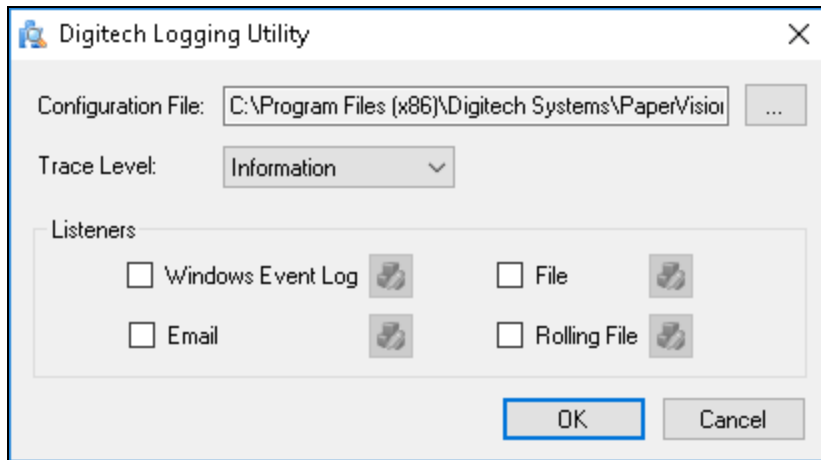 Digitech Logging Utility
Configuration File: C:\Program Files (x86)\Digitech Systems\PaperVision ...
Trace Level: Information
Listeners
Windows Event Log File
Email Rolling File
OK Cancel